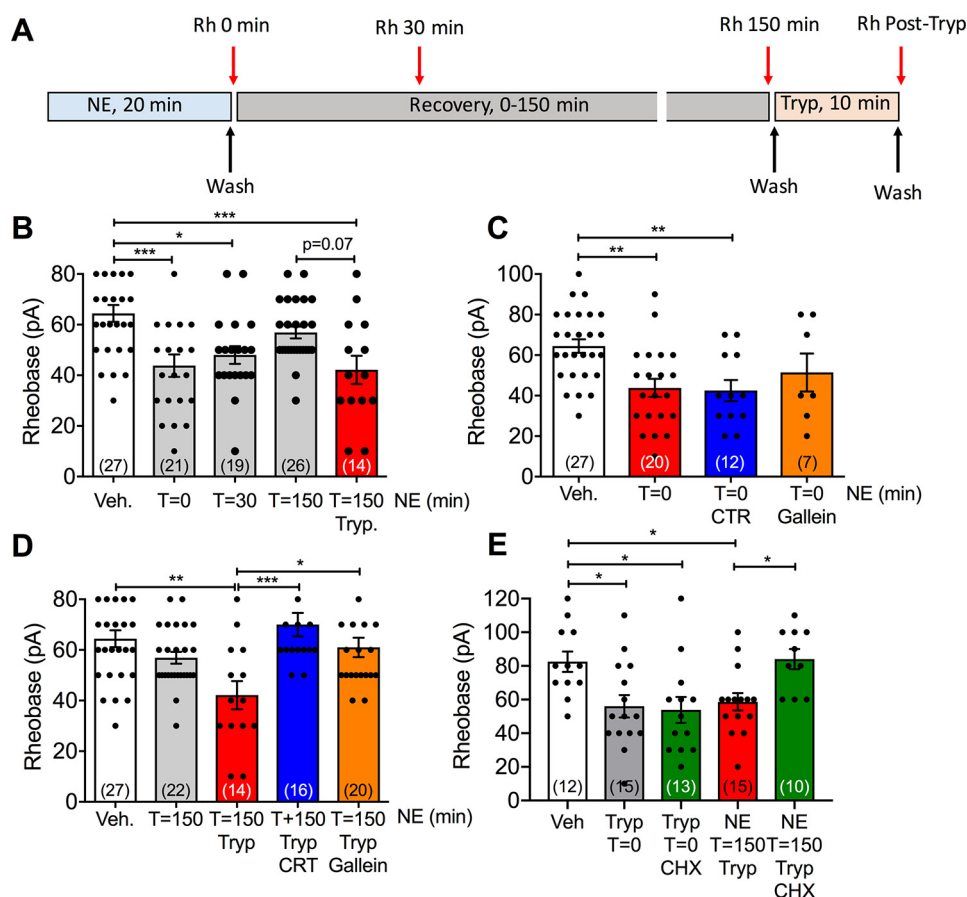 A
Rh 0 min
Rh 30 min
Rh 150 min
Rh Post-Tryp
NE, 20 min
Recovery, 0-150 min
Tryp, 10 min
Wash
Wash
Wash
B
***
*
***
p=0.07
Rheobase (pA)
80
60
40
20
0
(27)
(21)
(19)
(26)
(14)
Veh.
T=0
T=30
T=150
T=150
Tryp.
NE (min)
C
**
**
Rheobase (pA)
100
80
60
40
20
0
(27)
(20)
(12)
(7)
Veh.
T=0
T=0
CTR
T=0
Gallein
NE (min)
D
*
**
***
Rheobase (pA)
80
60
40
20
0
(27)
(22)
(14)
(16)
(20)
Veh.
T=150
T=150
Tryp
T+150
Tryp
CRT
T=150
Tryp
Gallein
NE (min)
E
*
*
*
*
Rheobase (pA)
120
100
80
60
40
20
0
(12)
(15)
(13)
(15)
(10)
Veh
Tryp
T=0
Tryp
T=0
CHX
NE
T=150
Tryp
NE
T=150
Tryp
CHX